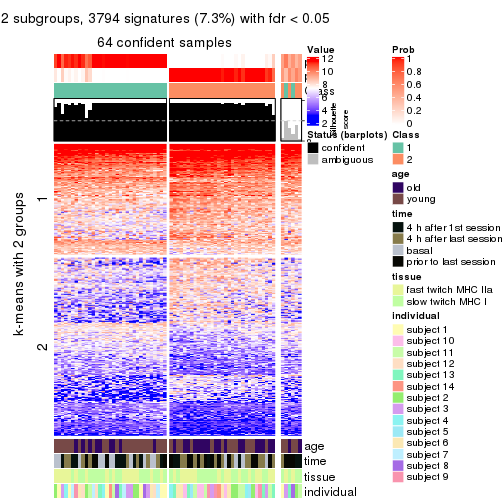 2 subgroups, 3794 signatures (7.3%) with fdr < 0.05
64 confident samples
k-means with 2 groups
1
2
Value
12
10
8
6
4
2
Prob
1
0.8
0.6
0.4
0.2
0
silhouette
score
Status (barplots)
confident
ambiguous
Class
1
2
age
old
young
time
4 h after 1st session
4 h after last session
basal
prior to last session
tissue
fast twitch MHC IIa
slow twitch MHC I
individual
subject 1
subject 10
subject 11
subject 12
subject 13
subject 14
subject 2
subject 3
subject 4
subject 5
subject 6
subject 7
subject 8
subject 9
age
time
tissue
individual